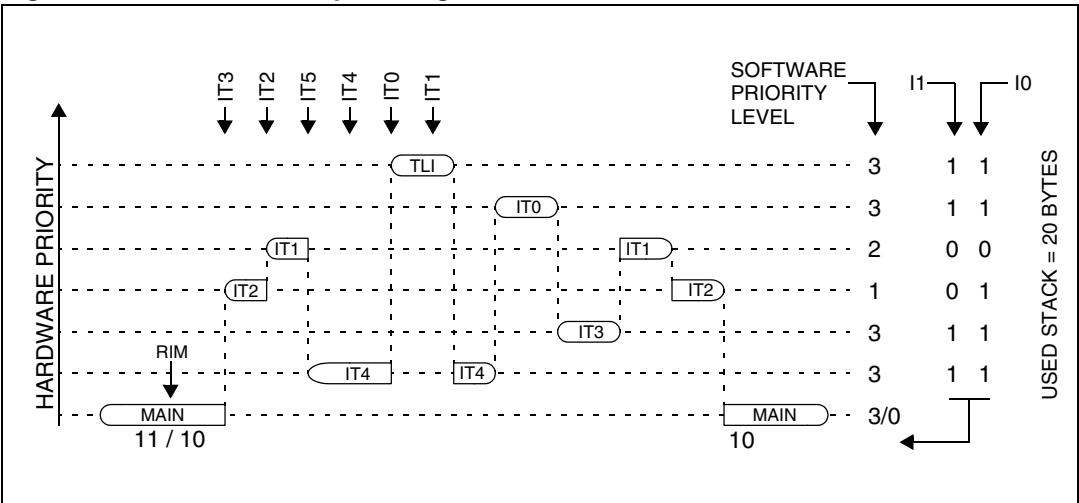 IT3 IT2 IT5 IT4 IT0 IT1
SOFTWARE
PRIORITY
LEVEL
I1 I0
HARDWARE PRIORITY
USED STACK = 20 BYTES
TLI 3 1 1
IT0 3 1 1
IT1 IT1 2 0 0
IT2 IT2 1 0 1
IT3 3 1 1
RIM
IT4 IT4 3 1 1
MAIN MAIN 3/0
11 / 10 10